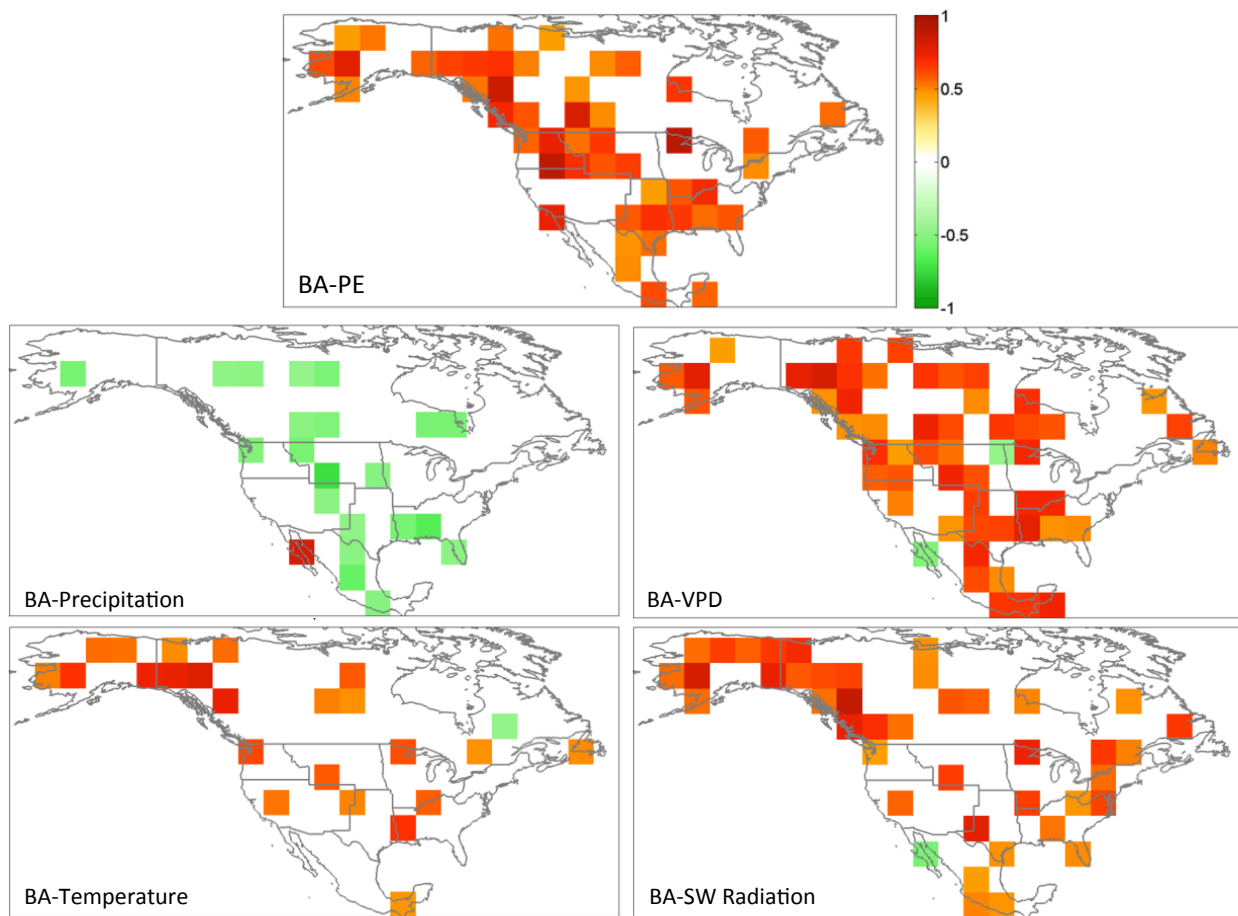 1
0.5
0
-0.5
-1
BA-PE
BA-Precipitation
BA-VPD
BA-Temperature
BA-SW Radiation